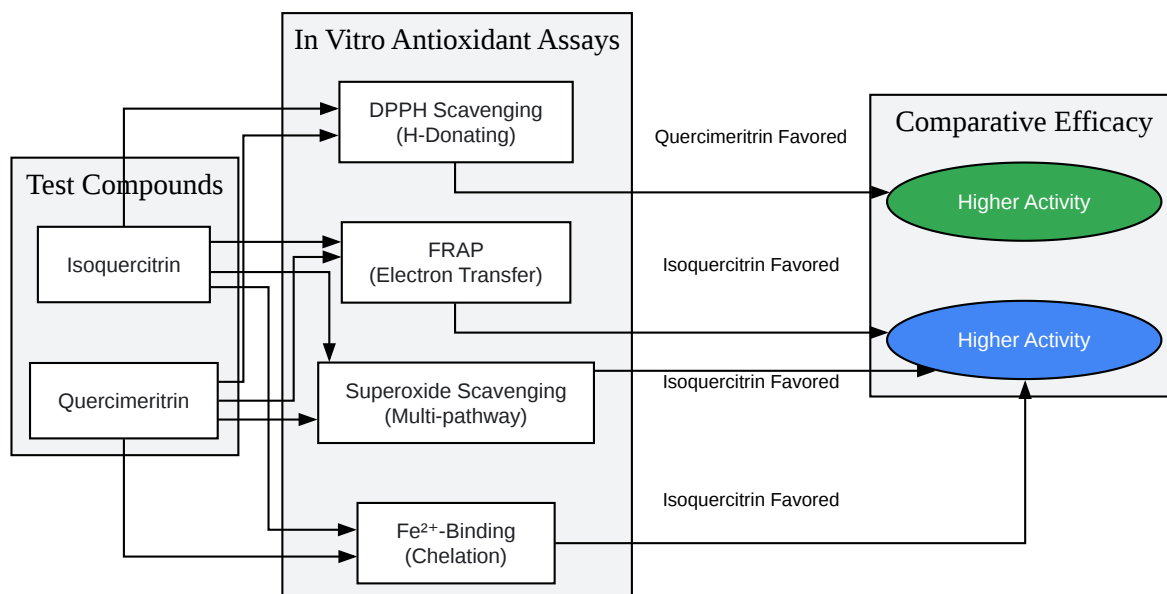 In Vitro Antioxidant Assays
DPPH Scavenging
(H-Donating)
Quercimeritrin Favored
Comparative Efficacy
Test Compounds
Higher Activity
Isoquercitrin
FRAP
(Electron Transfer)
Isoquercitrin Favored
Higher Activity
Quercimeritrin
Superoxide Scavenging
(Multi-pathway)
Isoquercitrin Favored
Isoquercitrin Favored
Fe²⁺-Binding
(Chelation)